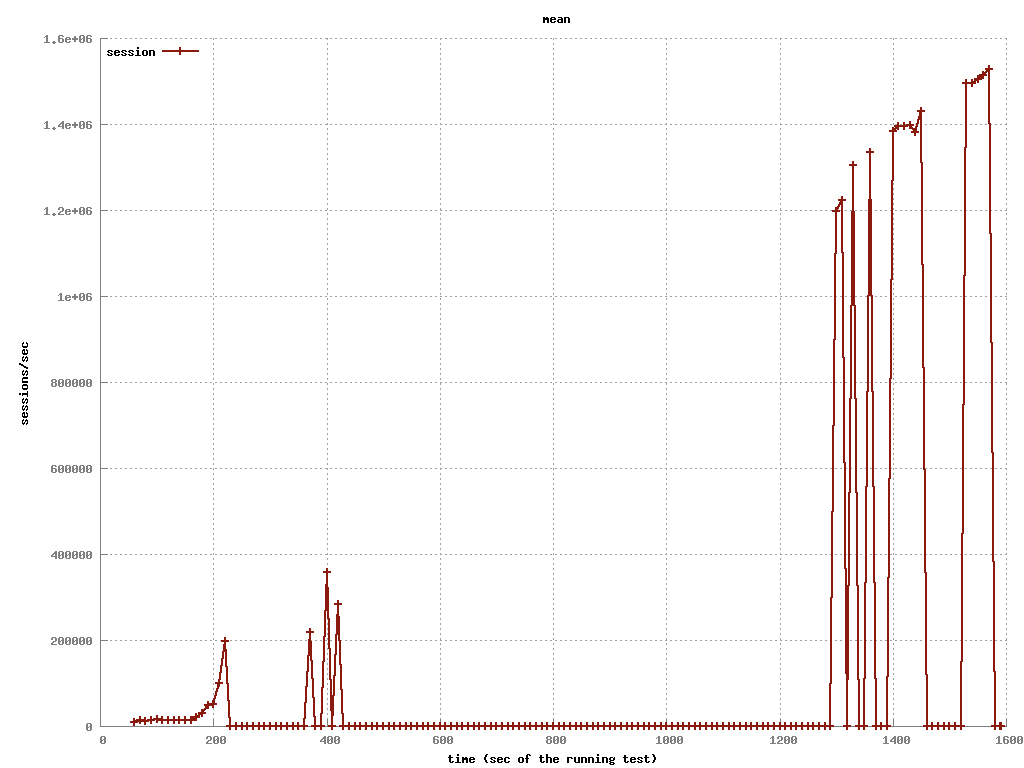 mean
1.6e+06
session
1.4e+06
1.2e+06
1e+06
800000
600000
400000
200000
0
sessions/sec
0 200 400 600 800 1000 1200 1400 1600
time (sec of the running test)